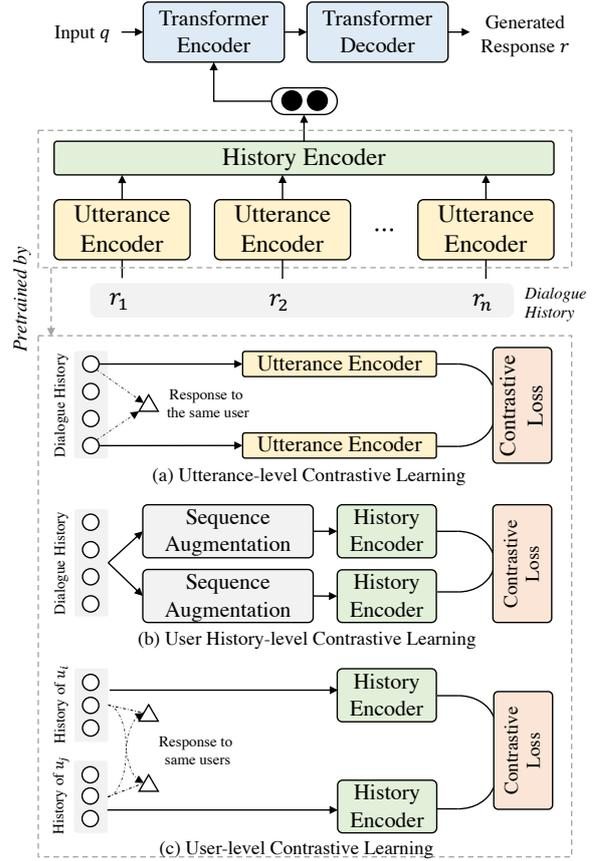 Input q
Transformer
Encoder
Transformer
Decoder
Generated
Response r
History Encoder
Utterance
Encoder
Utterance
Encoder
...
Utterance
Encoder
Pretrained by
r1
r2
rn
Dialogue
History
Dialogue History
Response to
the same user
Utterance Encoder
Utterance Encoder
Contrastive
Loss
(a) Utterance-level Contrastive Learning
Dialogue History
Sequence
Augmentation
Sequence
Augmentation
History
Encoder
History
Encoder
Contrastive
Loss
(b) User History-level Contrastive Learning
History of ui
History of uj
Response to
same users
History
Encoder
History
Encoder
Contrastive
Loss
(c) User-level Contrastive Learning